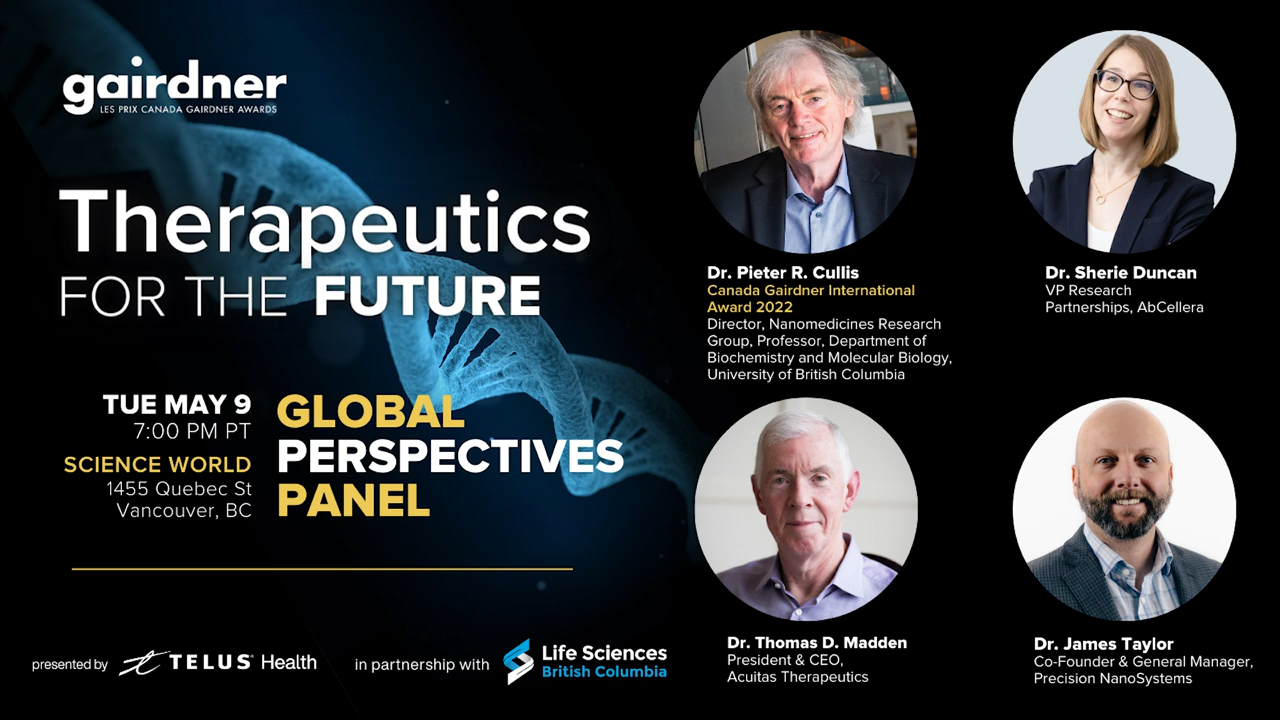 gairdner
LES PRIX CANADA GAIRDNER AWARDS
Therapeutics
FOR THE FUTURE
TUE MAY 9
7:00 PM PT
SCIENCE WORLD
1455 Quebec St
Vancouver, BC
GLOBAL
PERSPECTIVES
PANEL
presented by TELUS® Health
in partnership with
Life Sciences
British Columbia
Dr. Pieter R. Cullis
Canada Gairdner International
Award 2022
Director, Nanomedicines Research
Group, Professor, Department of
Biochemistry and Molecular Biology,
University of British Columbia
Dr. Sherie Duncan
VP Research
Partnerships, AbCellera
Dr. Thomas D. Madden
President & CEO,
Acuitas Therapeutics
Dr. James Taylor
Co-Founder & General Manager,
Precision NanoSystems